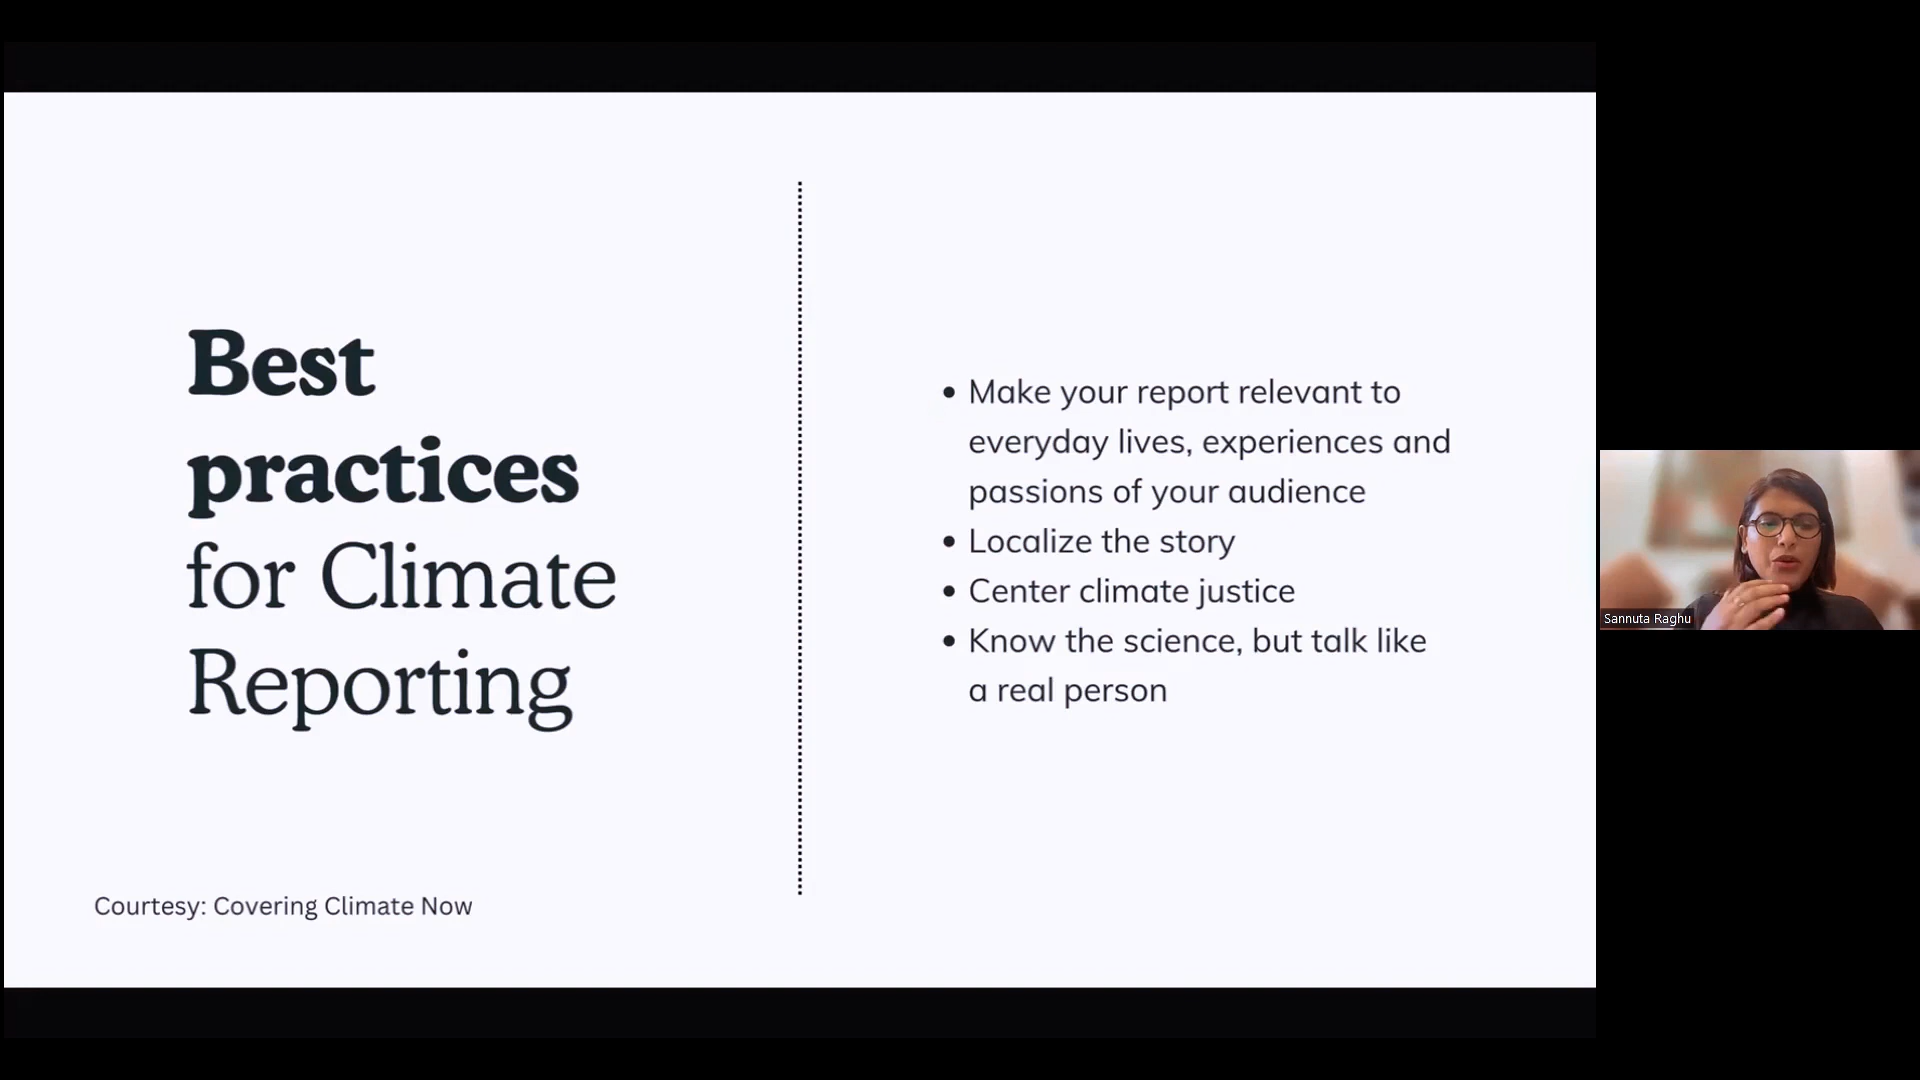 Best
practices
for Climate
Reporting
Courtesy: Covering Climate Now
• Make your report relevant to
everyday lives, experiences and
passions of your audience
• Localize the story
• Center climate justice
• Know the science, but talk like
a real person
Sannuta Raghu